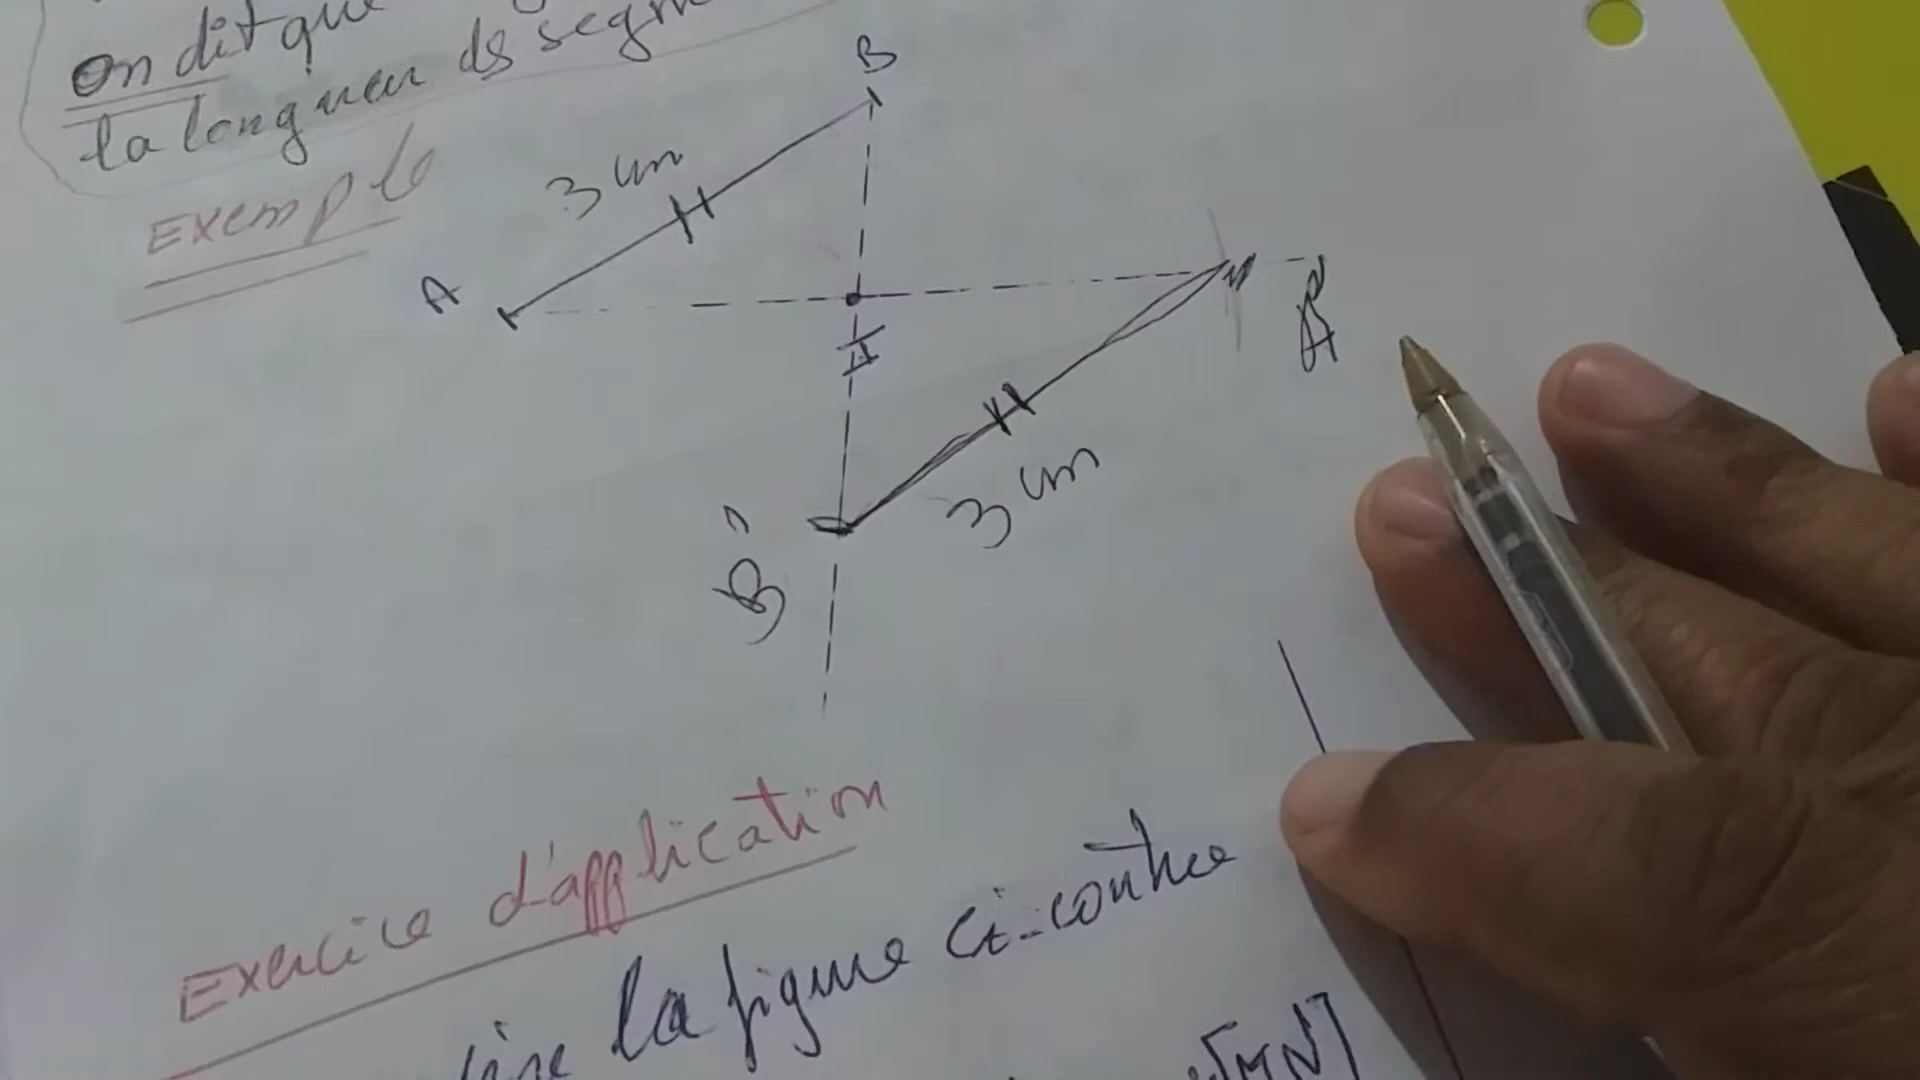 On dit que
la longueur ds segm
Exemple
B
3 cm
A
I
A'
3 cm
B'
Exercice d'application
la figure ci-contre
[MN]